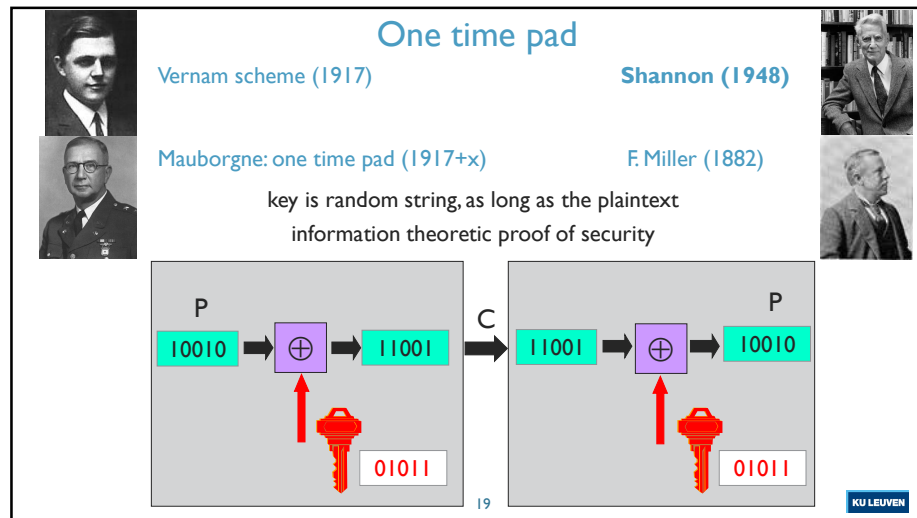 One time pad
Vernam scheme (1917)
Shannon (1948)
Mauborgne: one time pad (1917+x)
F. Miller (1882)
key is random string, as long as the plaintext
information theoretic proof of security
P
10010
⊕
11001
01011
C
P
11001
⊕
10010
01011
19
KU LEUVEN